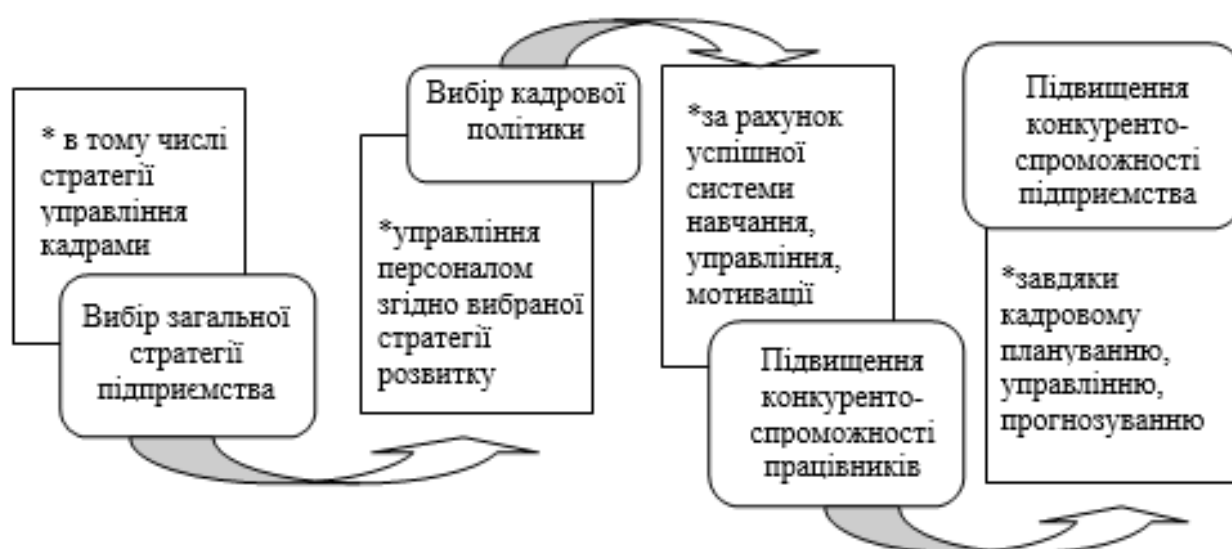 * в тому числі
стратегії
управління
кадрами
Вибір загальної
стратегії
підприємства
Вибір кадрової
політики
*управління
персоналом
згідно вибраної
стратегії
розвитку
*за рахунок
успішної
системи
навчання,
управління,
мотивації
Підвищення
конкуренто-
спроможності
працівників
Підвищення
конкуренто-
спроможності
підприємства
*завдяки
кадровому
плануванню,
управлінню,
прогнозуванню